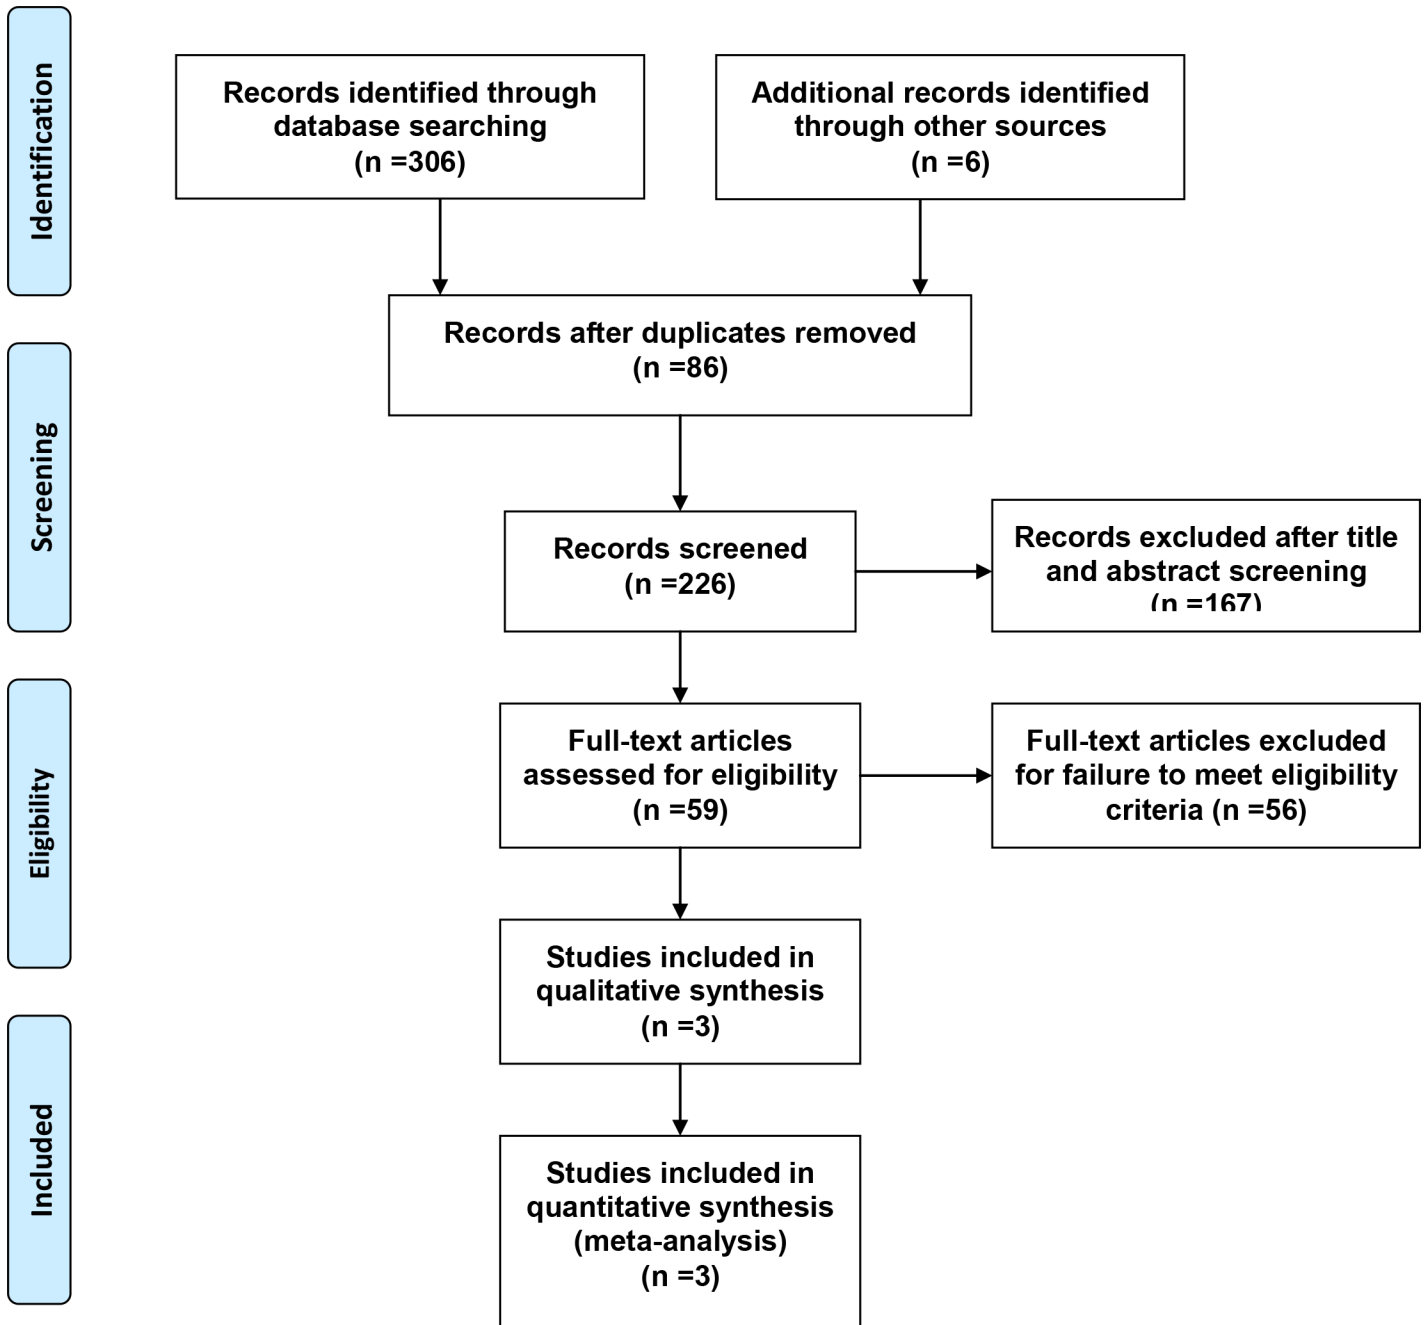 Identification
Records identified through
database searching
(n =306)
Additional records identified
through other sources
(n =6)
Records after duplicates removed
(n =86)
Screening
Records screened
(n =226)
Records excluded after title
and abstract screening
(n =167)
Eligibility
Full-text articles
assessed for eligibility
(n =59)
Full-text articles excluded
for failure to meet eligibility
criteria (n =56)
Studies included in
qualitative synthesis
(n =3)
Included
Studies included in
quantitative synthesis
(meta-analysis)
(n =3)